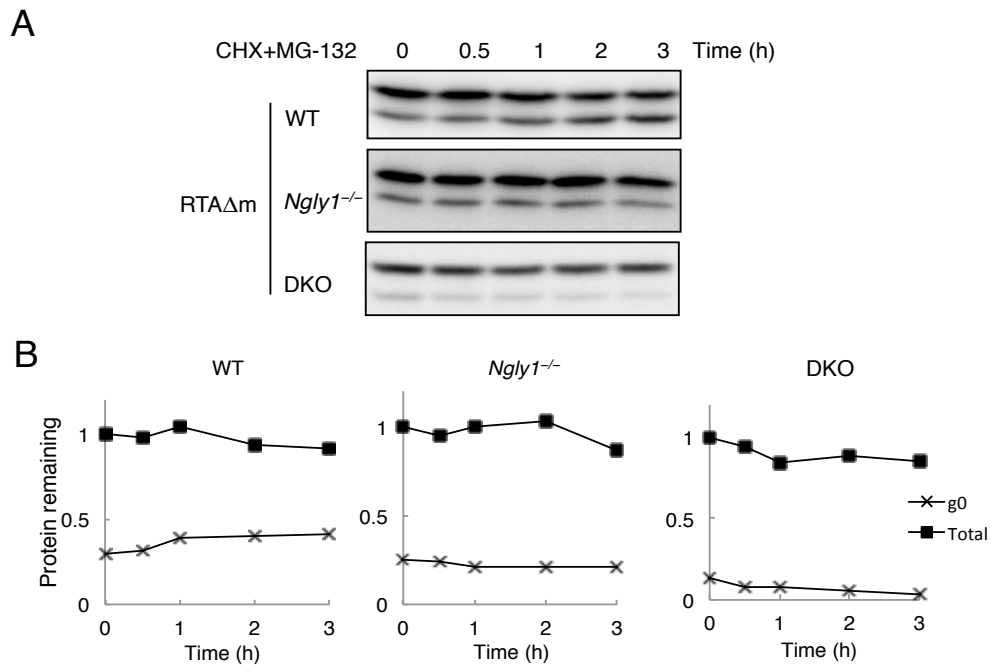 A
CHX+MG-132 0 0.5 1 2 3 Time (h)
WT
RTAΔm
Ngly1–/–
DKO
B
WT Ngly1–/– DKO
Protein remaining
1 1 1
0.5 0.5 0.5
0 0 0
g0
Total
0 1 2 3 0 1 2 3 0 1 2 3
Time (h) Time (h) Time (h)